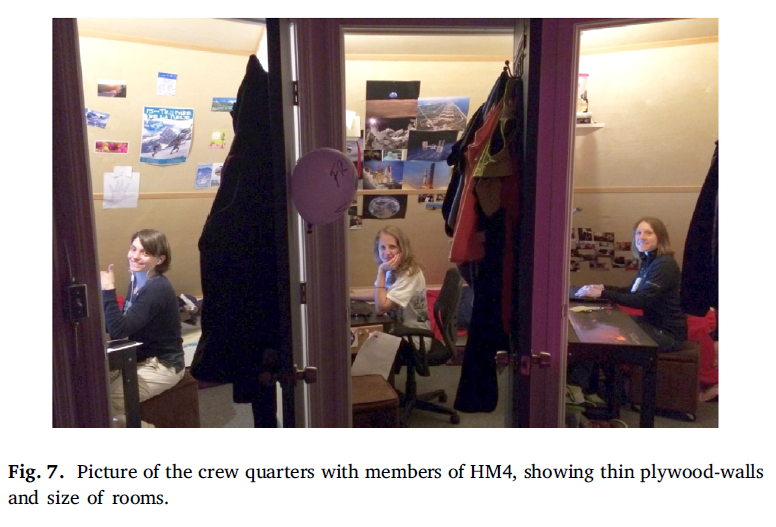 Fig. 7. Picture of the crew quarters with members of HM4, showing thin plywood-walls
and size of rooms.